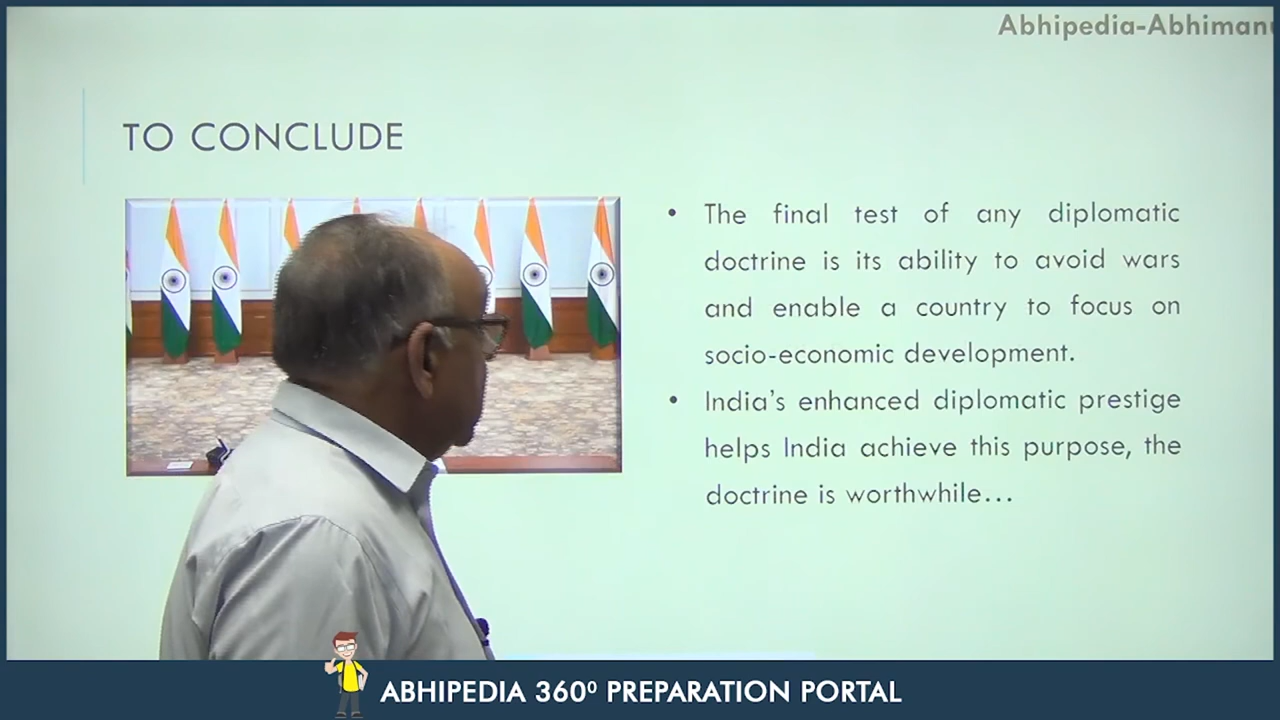 Abhipedia-Abhiman
TO CONCLUDE
• The final test of any diplomatic
doctrine is its ability to avoid wars
and enable a country to focus on
socio-economic development.
• India's enhanced diplomatic prestige
helps India achieve this purpose, the
doctrine is worthwhile...
ABHIPEDIA 360⁰ PREPARATION PORTAL